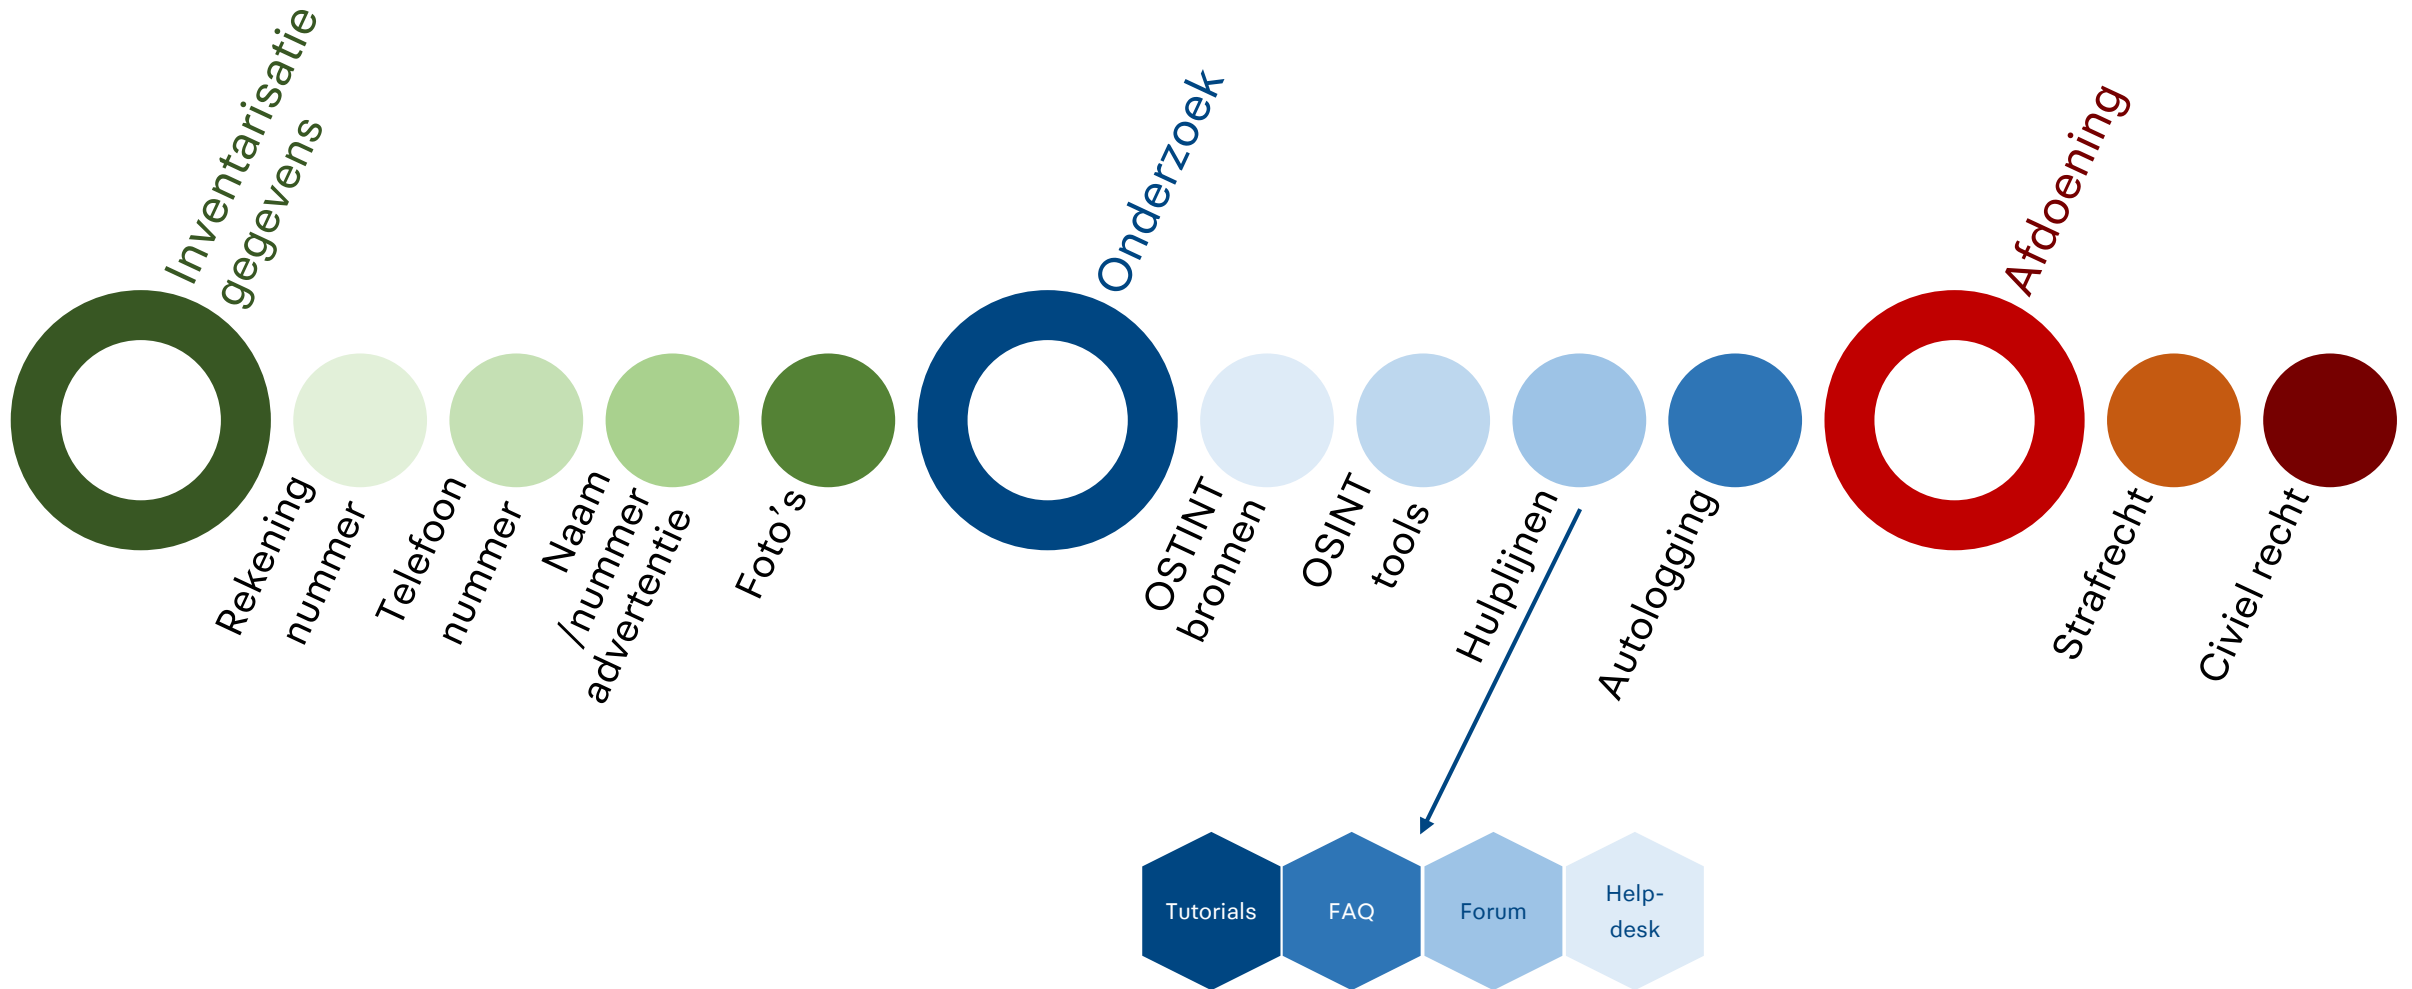 Inventarisatie
gegevens
Rekening
nummer
Telefoon
nummer
Naam
/nummer
advertentie
Foto's
Onderzoek
OSTINT
bronnen
OSINT
tools
Hulplijnen
Autologging
Afdoening
Strafrecht
Civiel recht
Tutorials
FAQ
Forum
Help-
desk